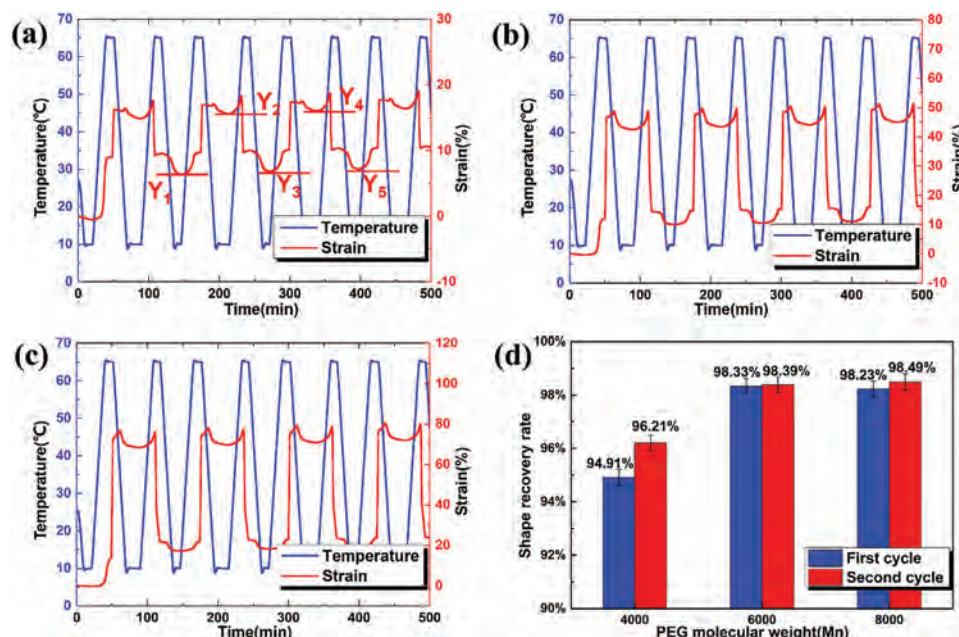 (a)
70
60
50
40
30
20
10
0
Temperature(°C)
30
20
10
0
-10
Strain(%)
Y1
Y2
Y3
Y4
Y5
Temperature
Strain
0 100 200 300 400 500
Time(min)
(b)
70
60
50
40
30
20
10
0
Temperature(°C)
80
70
60
50
40
30
20
10
0
-10
Strain(%)
Temperature
Strain
0 100 200 300 400 500
Time(min)
(c)
70
60
50
40
30
20
10
0
Temperature(°C)
120
100
80
60
40
20
0
Strain(%)
Temperature
Strain
0 100 200 300 400 500
Time(min)
(d)
100%
98%
96%
94%
92%
90%
Shape recovery rate
94.91%
96.21%
98.33% 98.39%
98.23% 98.49%
First cycle
Second cycle
4000 6000 8000
PEG molecular weight(Mn)